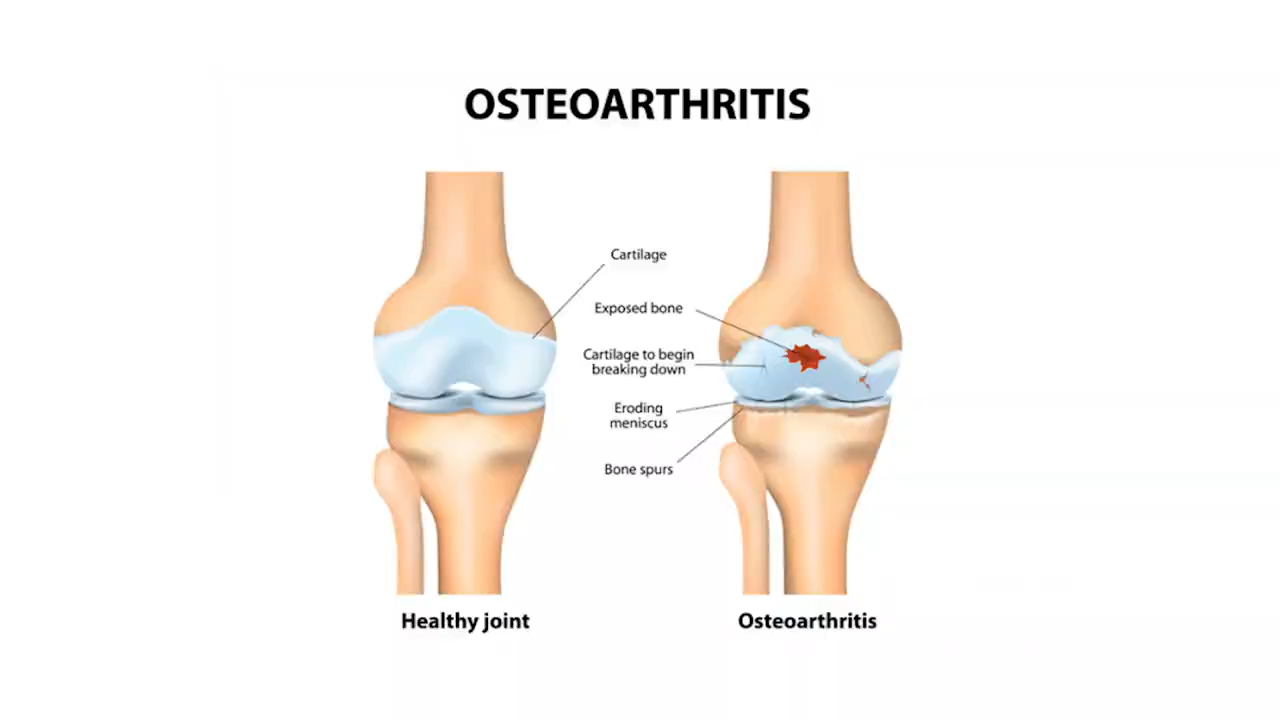 OSTEOARTHRITIS
Cartilage
Exposed bone
Cartilage to begin
breaking down
Eroding
meniscus
Bone spurs
Healthy joint
Osteoarthritis